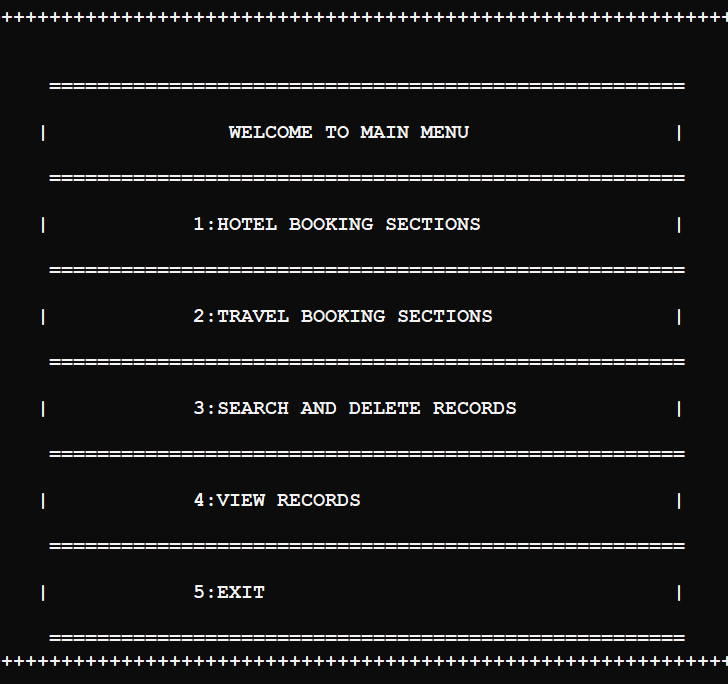 ++++++++++++++++++++++++++++++++++++++++++++++++++++++++++++
=====================================================
| WELCOME TO MAIN MENU |
=====================================================
| 1:HOTEL BOOKING SECTIONS |
=====================================================
| 2:TRAVEL BOOKING SECTIONS |
=====================================================
| 3:SEARCH AND DELETE RECORDS |
=====================================================
| 4:VIEW RECORDS |
=====================================================
| 5:EXIT |
=====================================================
++++++++++++++++++++++++++++++++++++++++++++++++++++++++++++